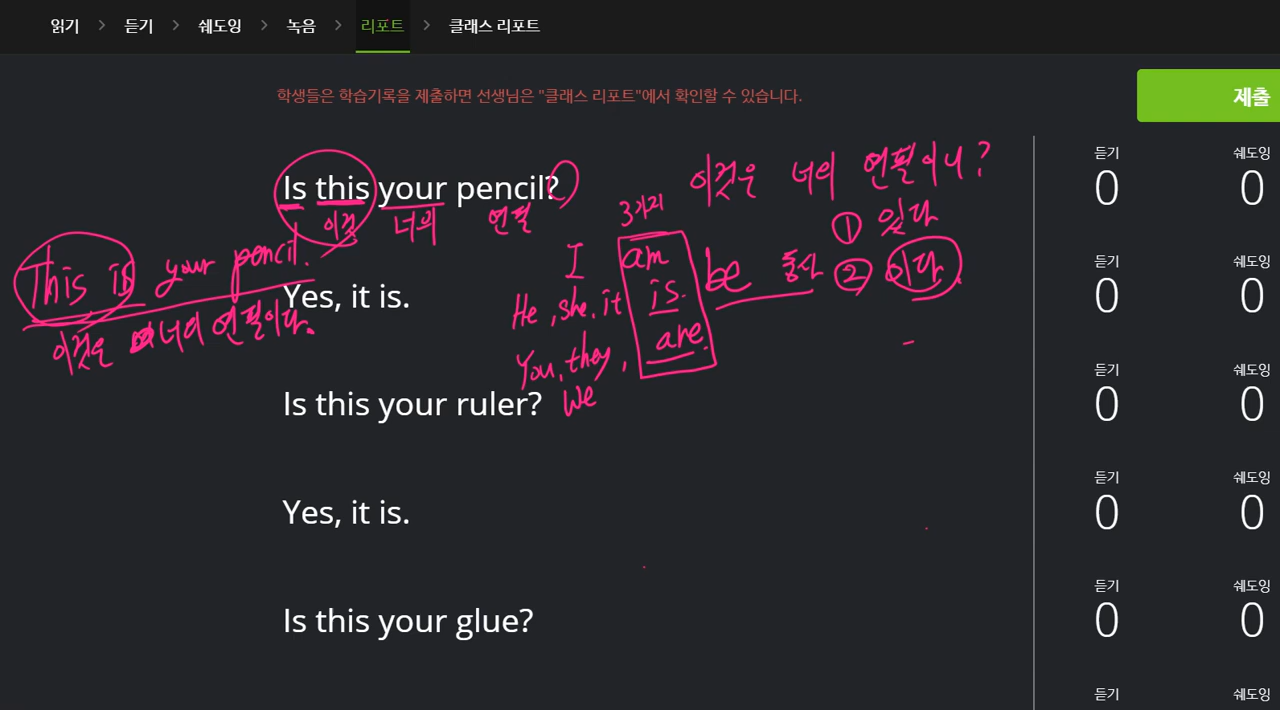 읽기 > 듣기 > 쉐도잉 > 녹음 > 리포트 > 클래스 리포트
학생들은 학습기록을 제출하면 선생님은 "클래스 리포트"에서 확인할 수 있습니다.
제출
Is this your pencil?
이것 너의 연필
이것은 너의 연필이니?
듣기 쉐도잉
0 0
This is your pencil.
이것은 너의 연필이다.
Yes, it is.
3가지
I am
He, she, it is.
You, they, are.
We
be 동사
① 있다
② 이다.
듣기 쉐도잉
0 0
Is this your ruler?
듣기 쉐도잉
0 0
Yes, it is.
듣기 쉐도잉
0 0
Is this your glue?
듣기 쉐도잉
0 0
듣기 쉐도잉